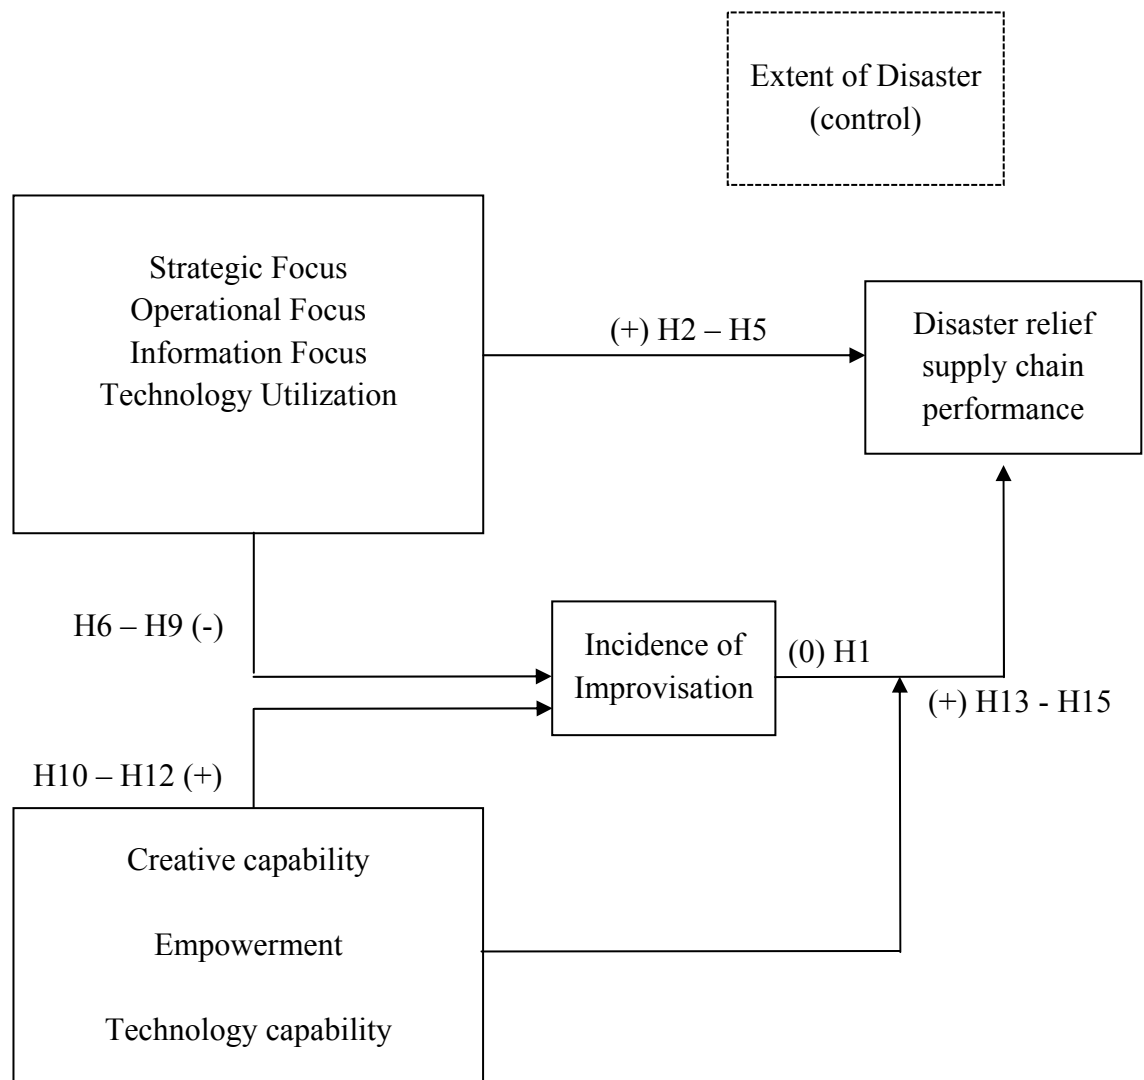 Extent of Disaster
(control)
Strategic Focus
Operational Focus
Information Focus
Technology Utilization
(+) H2 – H5
Disaster relief
supply chain
performance
H6 – H9 (-)
Incidence of
Improvisation
(0) H1
(+) H13 - H15
H10 – H12 (+)
Creative capability
Empowerment
Technology capability